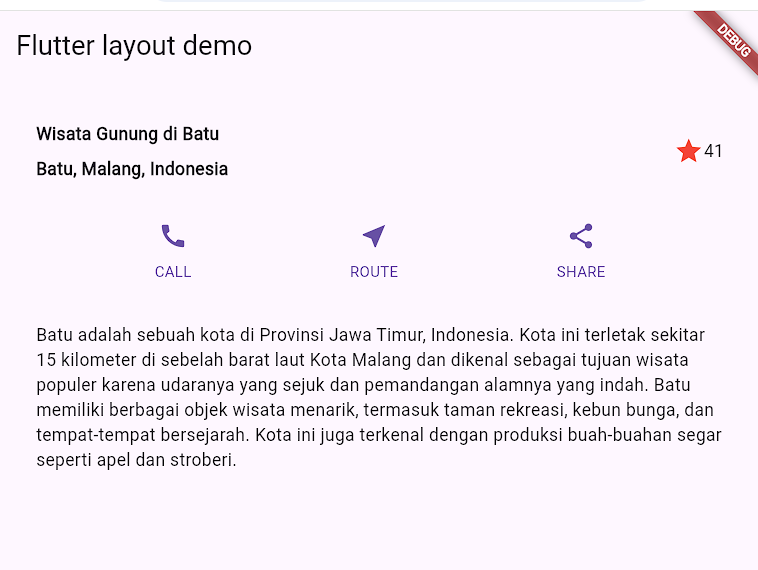 Flutter layout demo
DEBUG
Wisata Gunung di Batu
Batu, Malang, Indonesia
41
CALL
ROUTE
SHARE
Batu adalah sebuah kota di Provinsi Jawa Timur, Indonesia. Kota ini terletak sekitar
15 kilometer di sebelah barat laut Kota Malang dan dikenal sebagai tujuan wisata
populer karena udaranya yang sejuk dan pemandangan alamnya yang indah. Batu
memiliki berbagai objek wisata menarik, termasuk taman rekreasi, kebun bunga, dan
tempat-tempat bersejarah. Kota ini juga terkenal dengan produksi buah-buahan segar
seperti apel dan stroberi.